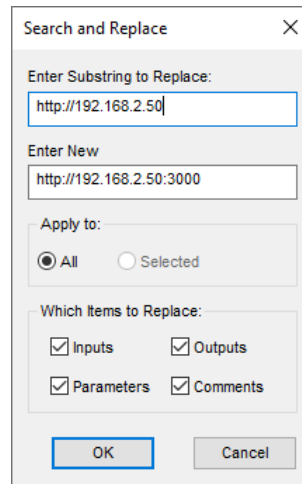 Search and Replace
Enter Substring to Replace:
http://192.168.2.50
Enter New
http://192.168.2.50:3000
Apply to:
All Selected
Which Items to Replace:
Inputs Outputs
Parameters Comments
OK Cancel